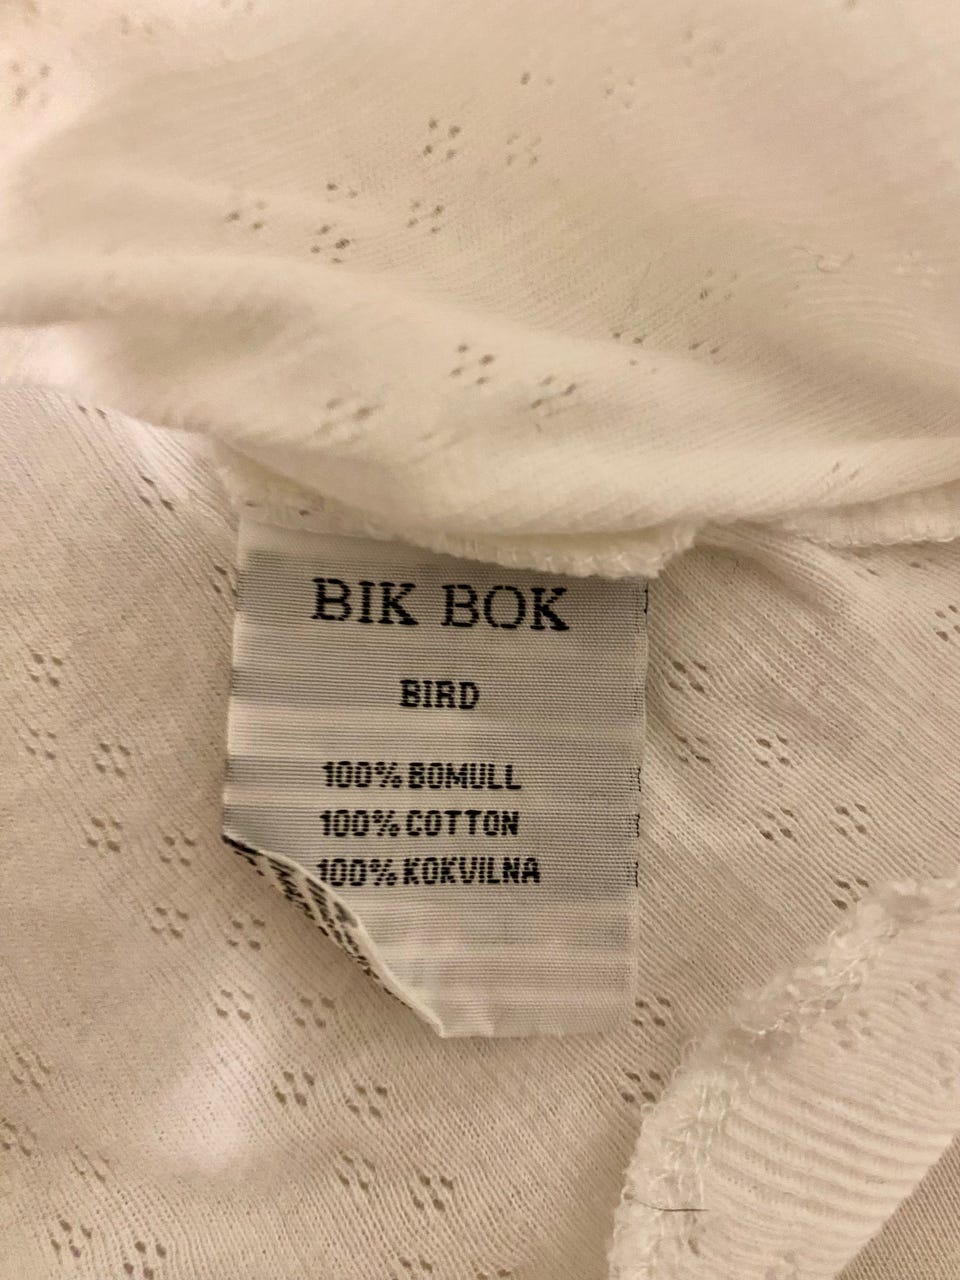 BIK BOK
BIRD
100% BOMULL
100% COTTON
100% KOKVILNA